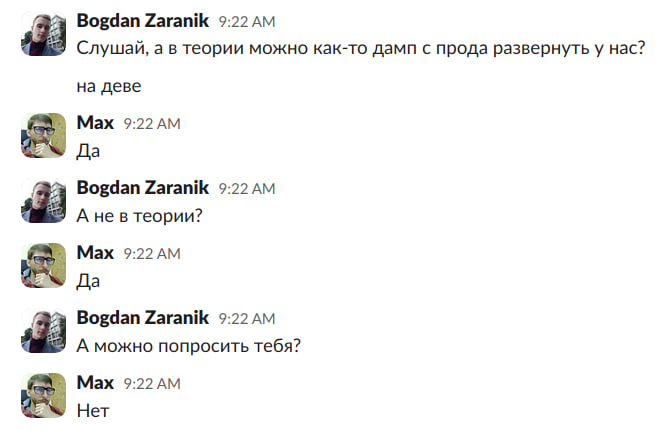 Bogdan Zaranik 9:22 AM
Слушай, а в теории можно как-то дамп с прода развернуть у нас?
на деве
Max 9:22 AM
Да
Bogdan Zaranik 9:22 AM
А не в теории?
Max 9:22 AM
Да
Bogdan Zaranik 9:22 AM
А можно попросить тебя?
Max 9:22 AM
Нет